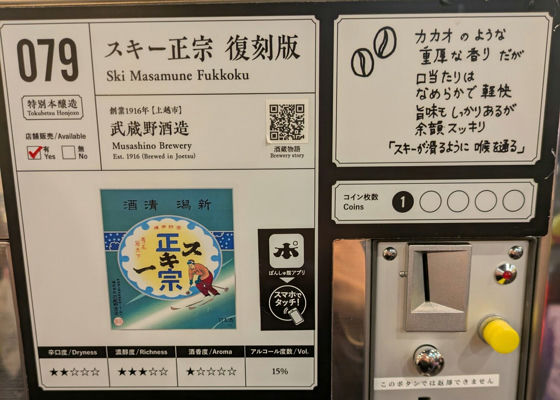 079
スキー正宗 復刻版
Ski Masamune Fukkoku
特別本醸造
Tokubetsu Honjozo
店舗販売/Available
有
Yes
無
No
創業1916年 [上越市]
武蔵野酒造
Musashino Brewery
Est. 1916 (Brewed in Joetsu)
酒蔵物語
Brewery story
新潟 清酒
スキー正宗
ぽ
ぽんしゅ館アプリ
スマホで
タッチ!
辛口度/Dryness
★★☆☆☆
濃醇度/Richness
★★★☆☆
酒香度/Aroma
★☆☆☆☆
アルコール度数/Vol.
15%
カカオのような
重厚な香りだが
口当たりは
なめらかで軽快
旨味もしっかりあるが
余韻スッキリ
「スキーが滑るように喉を通る」
コイン枚数
Coins
1
このボタンでは返却できません